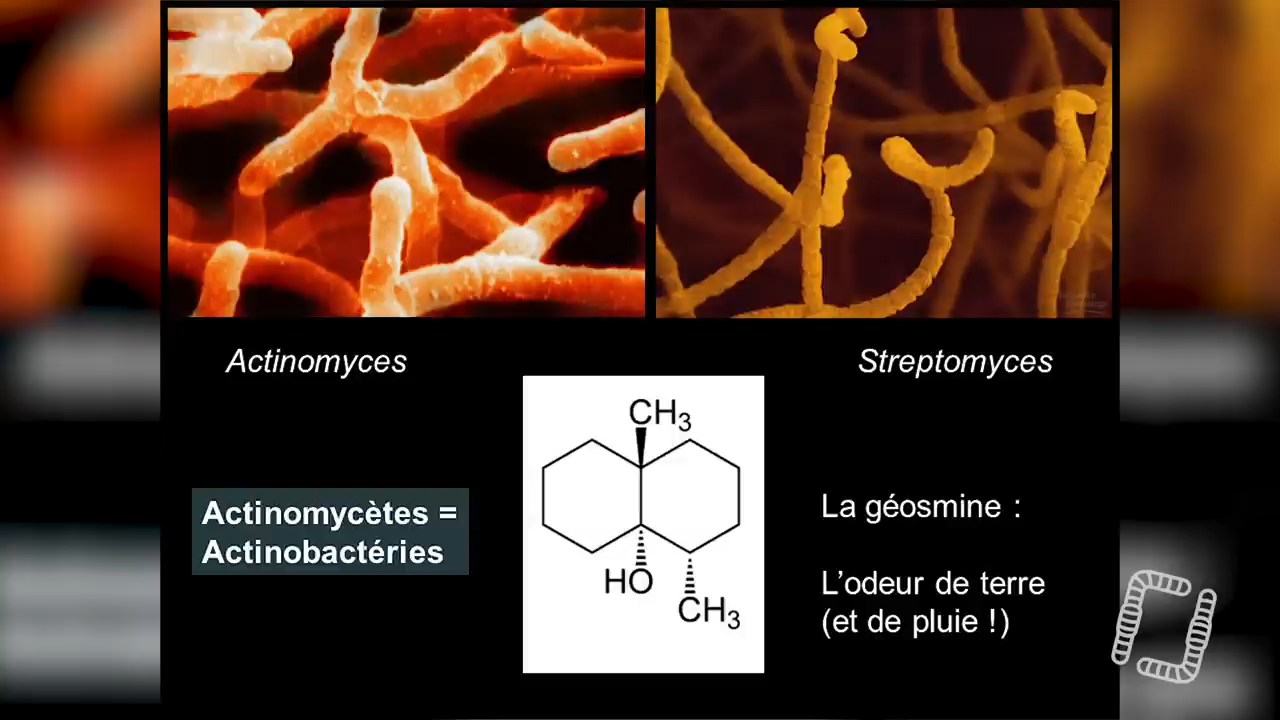 Actinomyces
Streptomyces
CH₃
Actinomycètes =
Actinobactéries
HO
CH₃
La géosmine :
L’odeur de terre
(et de pluie !)